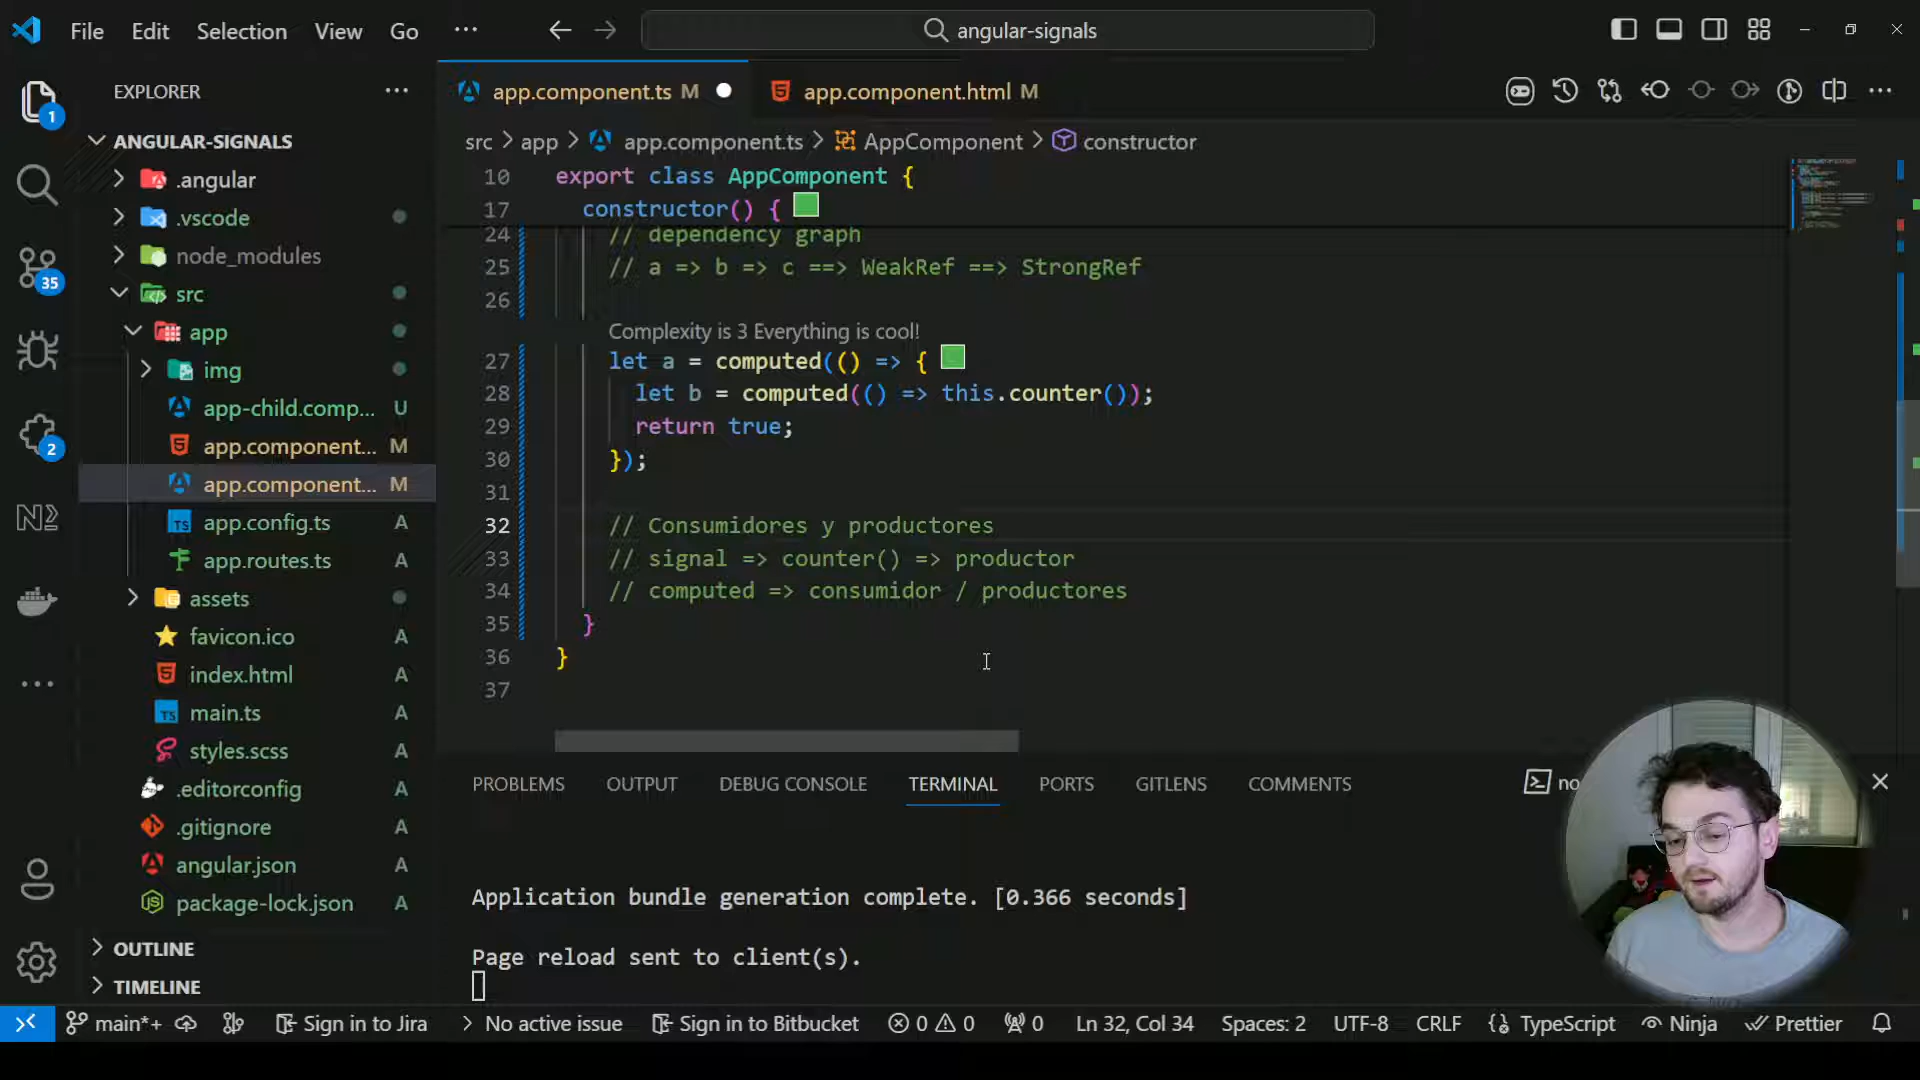 File Edit Selection View Go ···
angular-signals
EXPLORER ···
app.component.ts M
app.component.html M
1
35
2
ANGULAR-SIGNALS
.angular
.vscode
node_modules
src
app
img
app-child.comp... U
app.component... M
app.component... M
app.config.ts A
app.routes.ts A
assets
favicon.ico A
index.html A
main.ts A
styles.scss A
.editorconfig A
.gitignore A
angular.json A
package-lock.json A
OUTLINE
TIMELINE
src > app > app.component.ts > AppComponent > constructor
10 export class AppComponent {
17 constructor() {
24 // dependency graph
25 // a => b => c ==> WeakRef ==> StrongRef
26
Complexity is 3 Everything is cool!
27 let a = computed(() => {
28 let b = computed(() => this.counter());
29 return true;
30 });
31
32 // Consumidores y productores
33 // signal => counter() => productor
34 // computed => consumidor / productores
35 }
36 }
37
PROBLEMS OUTPUT DEBUG CONSOLE TERMINAL PORTS GITLENS COMMENTS
no
Application bundle generation complete. [0.366 seconds]
Page reload sent to client(s).
main*+ Sign in to Jira > No active issue Sign in to Bitbucket 0 0 0 Ln 32, Col 34 Spaces: 2 UTF-8 CRLF {} TypeScript Ninja Prettier